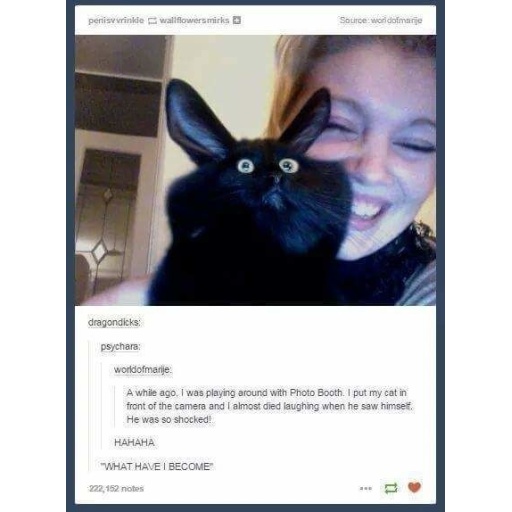 penisvvrinkle wallflowersmirks
Source: worldofmarije
dragondicks:
psychara:
worldofmarije:
A while ago, I was playing around with Photo Booth. I put my cat in
front of the camera and I almost died laughing when he saw himself.
He was so shocked!
HAHAHA
"WHAT HAVE I BECOME"
222,152 notes